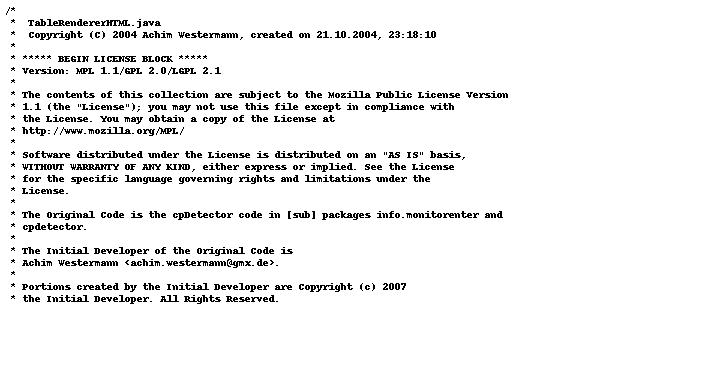 /*
 *  TableRendererHTML.java
 *  Copyright (C) 2004 Achim Westermann, created on 21.10.2004, 23:18:10
 *
 * ***** BEGIN LICENSE BLOCK *****
 * Version: MPL 1.1/GPL 2.0/LGPL 2.1
 *
 * The contents of this collection are subject to the Mozilla Public License Version
 * 1.1 (the "License"); you may not use this file except in compliance with
 * the License. You may obtain a copy of the License at
 * http://www.mozilla.org/MPL/
 *
 * Software distributed under the License is distributed on an "AS IS" basis,
 * WITHOUT WARRANTY OF ANY KIND, either express or implied. See the License
 * for the specific language governing rights and limitations under the
 * License.
 *
 * The Original Code is the cpDetector code in [sub] packages info.monitorenter and
 * cpdetector.
 *
 * The Initial Developer of the Original Code is
 * Achim Westermann <achim.westermann@gmx.de>.
 *
 * Portions created by the Initial Developer are Copyright (c) 2007
 * the Initial Developer. All Rights Reserved.